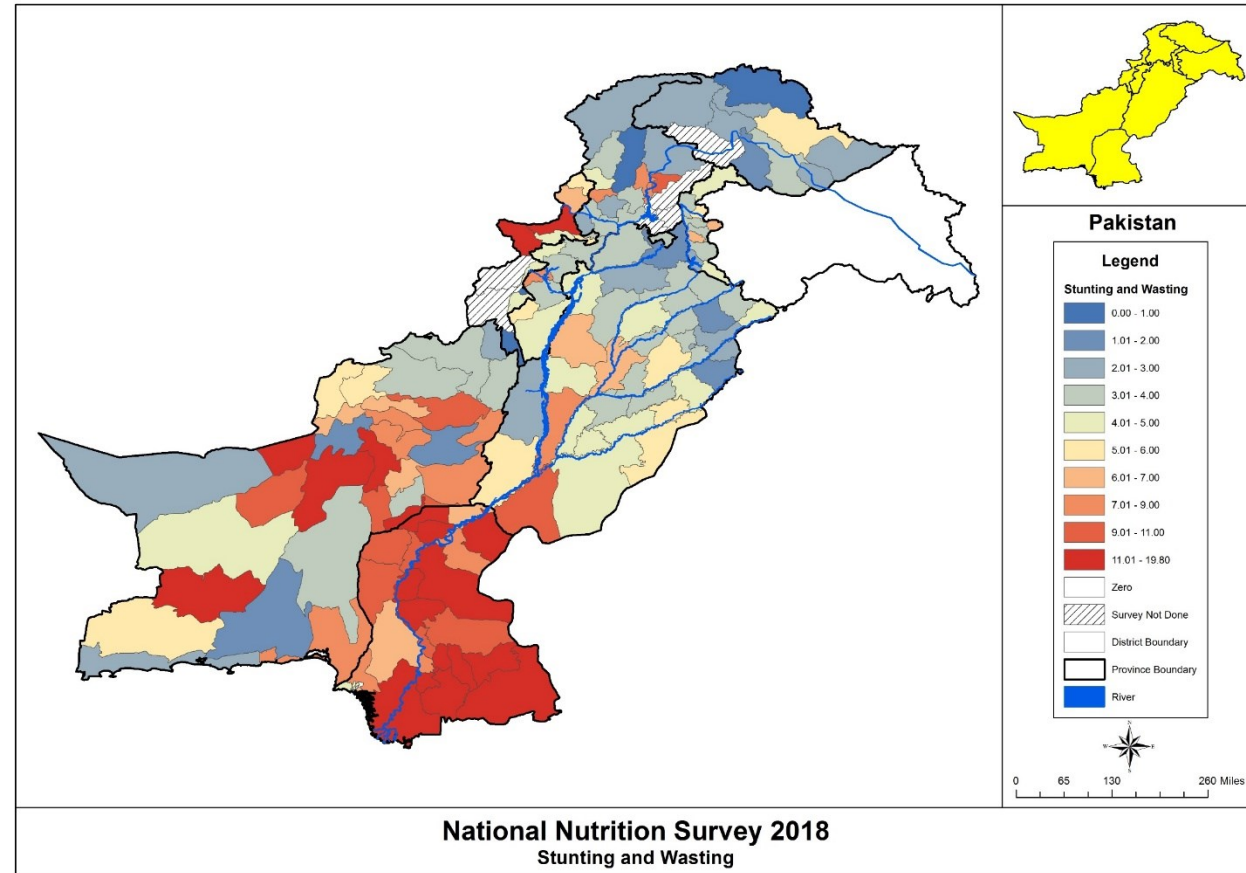 Pakistan
Legend
Stunting and Wasting
0.00 - 1.00
1.01 - 2.00
2.01 - 3.00
3.01 - 4.00
4.01 - 5.00
5.01 - 6.00
6.01 - 7.00
7.01 - 9.00
9.01 - 11.00
11.01 - 19.80
Zero
Survey Not Done
District Boundary
Province Boundary
River
N
W E
S
0 65 130 260 Miles
National Nutrition Survey 2018
Stunting and Wasting